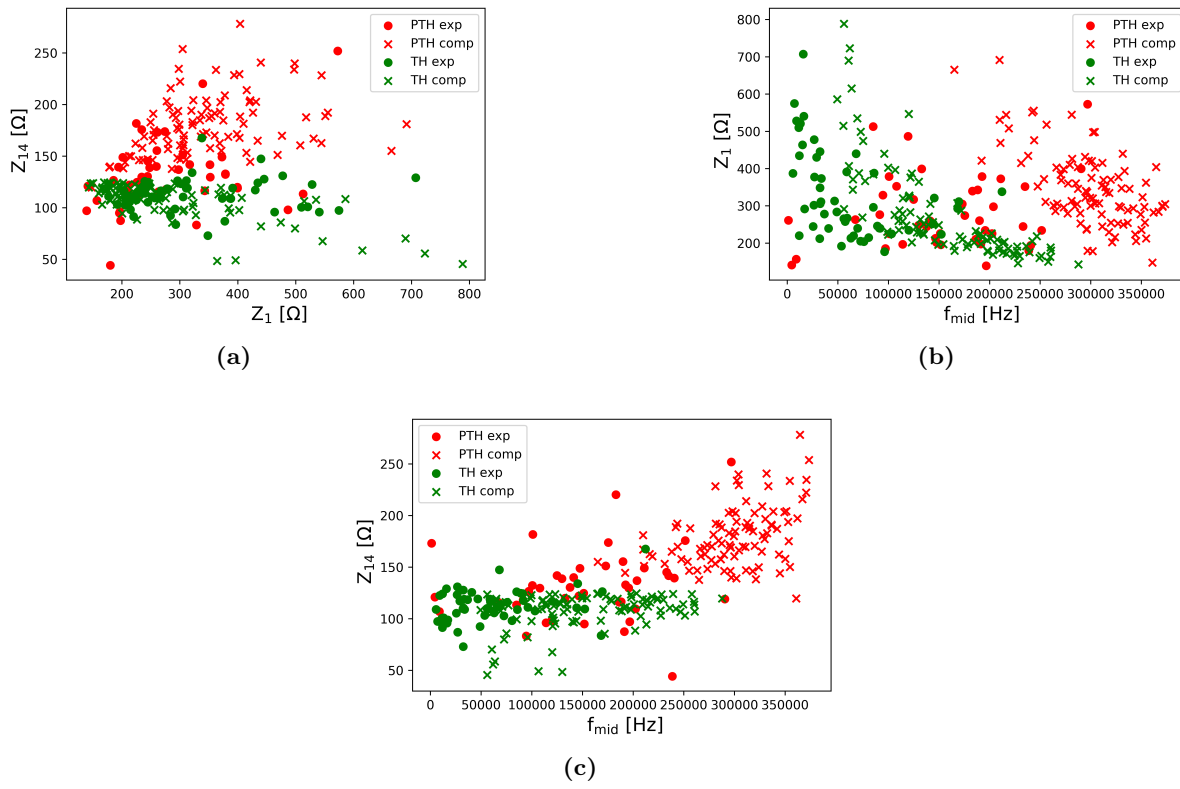 250
200
150
100
50
Z14 [Ω]
PTH exp
PTH comp
TH exp
TH comp
200 300 400 500 600 700 800
Z1 [Ω]
(a)
800
700
600
500
400
300
200
Z1 [Ω]
PTH exp
PTH comp
TH exp
TH comp
0 50000 100000 150000 200000 250000 300000 350000
fmid [Hz]
(b)
250
200
150
100
50
Z14 [Ω]
PTH exp
PTH comp
TH exp
TH comp
0 50000 100000 150000 200000 250000 300000 350000
fmid [Hz]
(c)